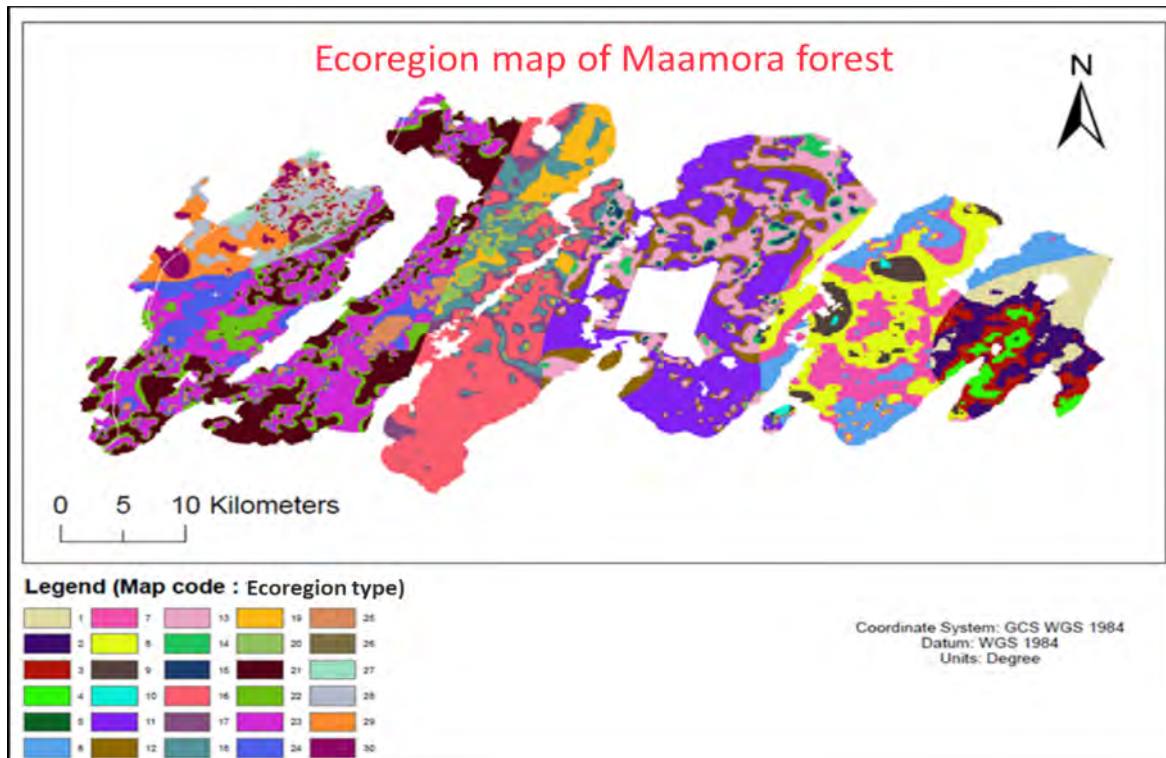 Ecoregion map of Maamora forest
N
0 5 10 Kilometers
Legend (Map code : Ecoregion type)
1 7 13 19 25
2 8 14 20 26
3 9 15 21 27
4 10 16 22 28
5 11 17 23 29
6 12 18 24 30
Coordinate System: GCS WGS 1984
Datum: WGS 1984
Units: Degree